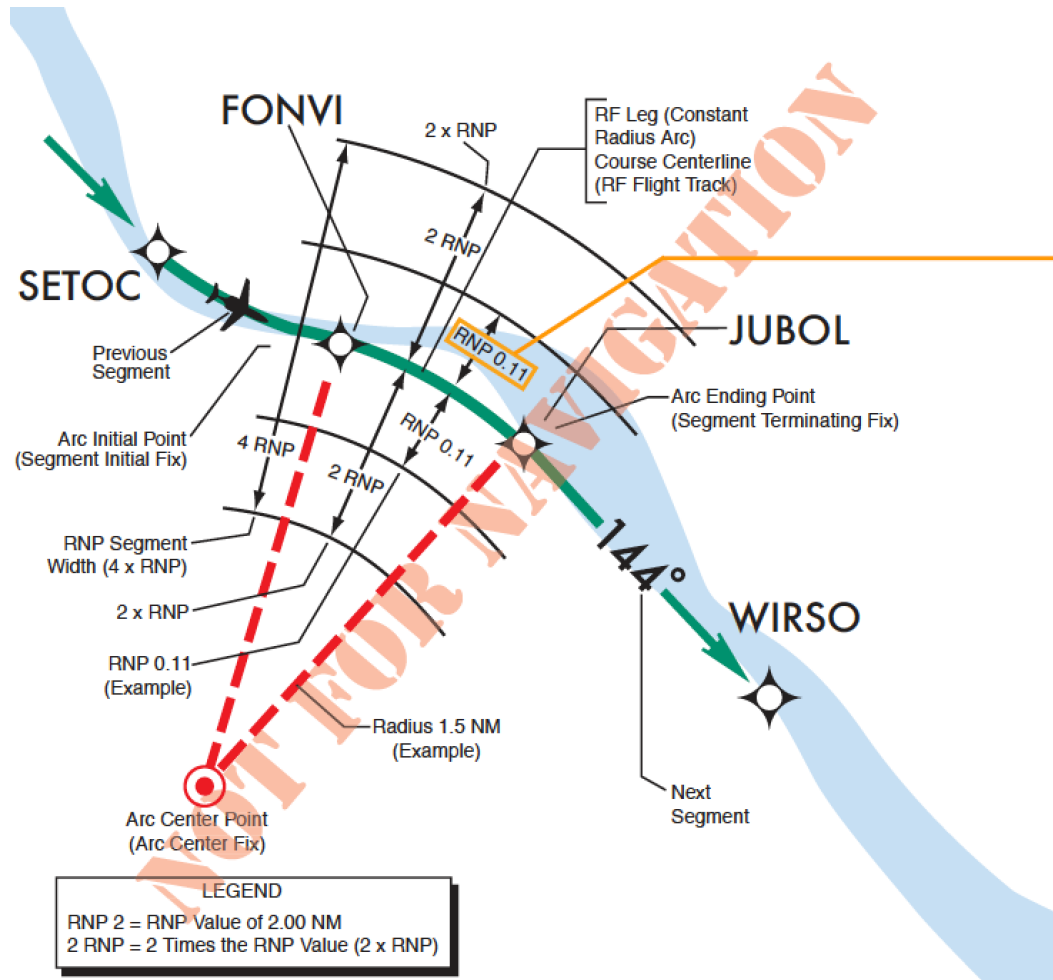 FONVI
2 x RNP
RF Leg (Constant
Radius Arc)
Course Centerline
(RF Flight Track)
2 RNP
SETOC
JUBOL
RNP 0.11
Previous
Segment
Arc Ending Point
(Segment Terminating Fix)
Arc Initial Point
(Segment Initial Fix)
4 RNP
RNP 0.11
2 RNP
RNP Segment
Width (4 x RNP)
144°
2 x RNP
WIRSO
RNP 0.11
(Example)
Radius 1.5 NM
(Example)
Next
Segment
Arc Center Point
(Arc Center Fix)
NOT FOR NAVIGATION
LEGEND
RNP 2 = RNP Value of 2.00 NM
2 RNP = 2 Times the RNP Value (2 x RNP)